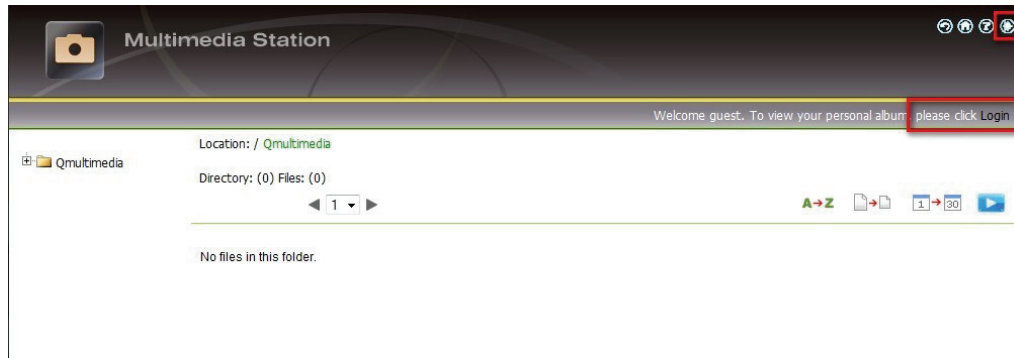 Multimedia Station
Welcome guest. To view your personal album, please click Login
Qmultimedia
Location: / Qmultimedia
Directory: (0) Files: (0)
1
A→Z
1→30
No files in this folder.